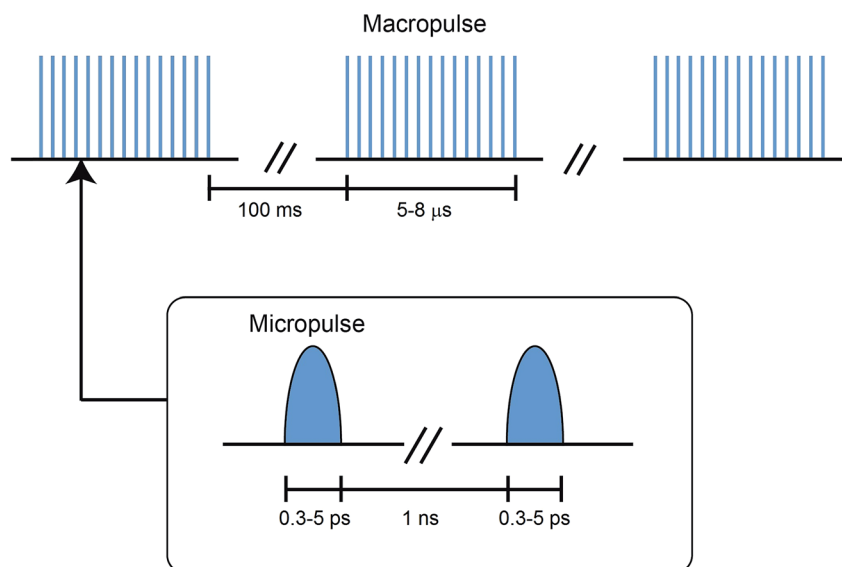 Macropulse
100 ms
5-8 μs
Micropulse
0.3-5 ps
1 ns
0.3-5 ps